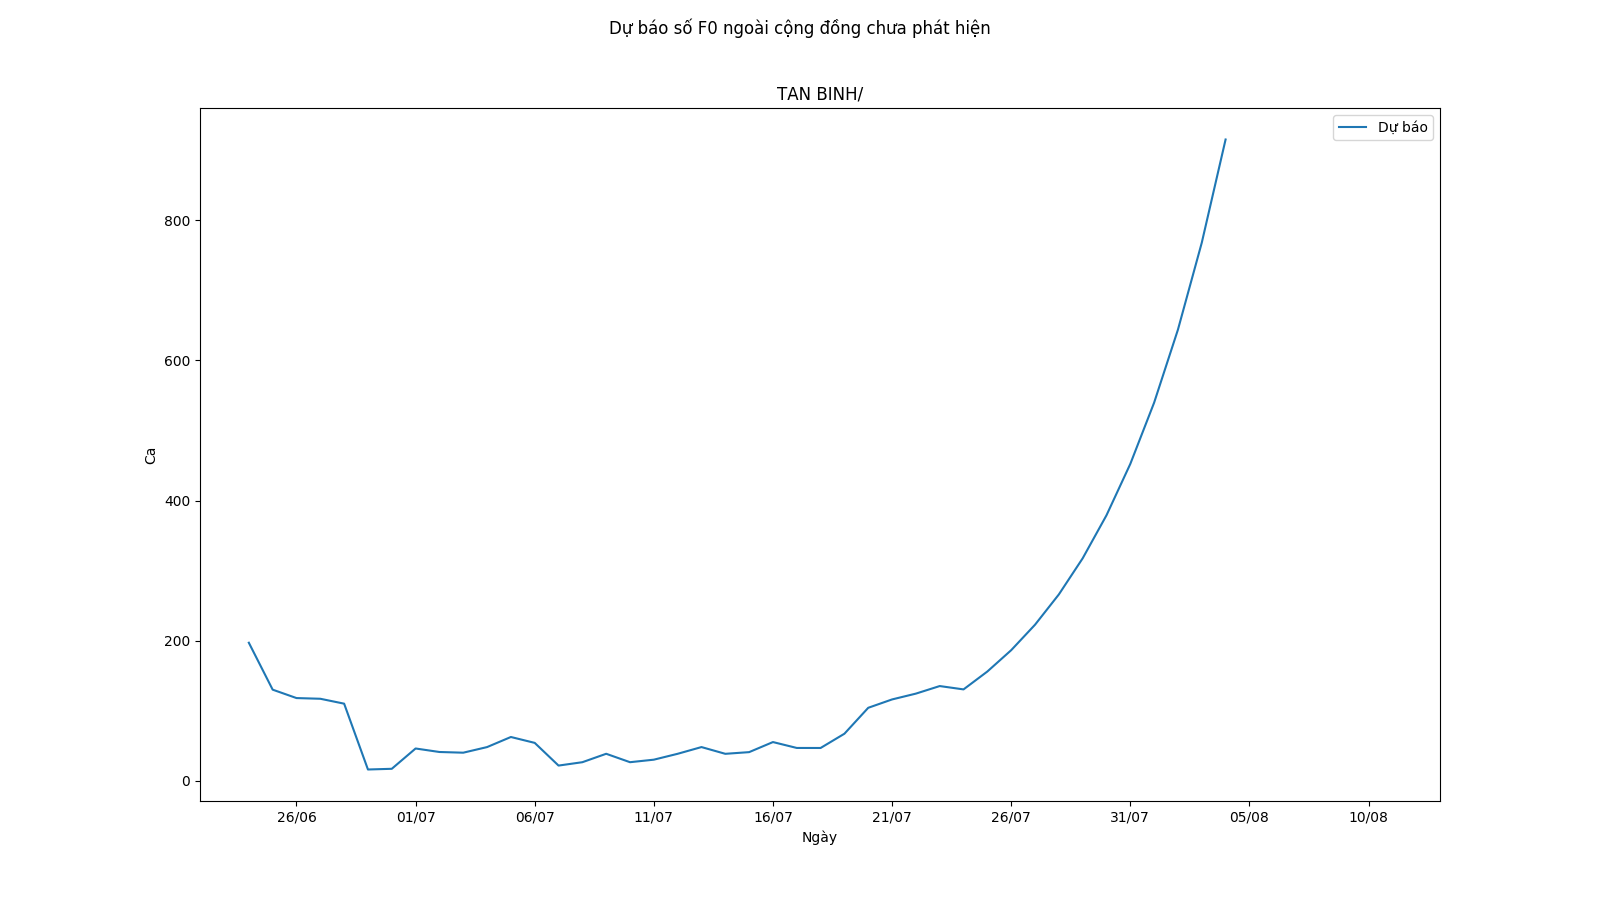 Dự báo số F0 ngoài cộng đồng chưa phát hiện
TAN BINH/
Dự báo
800
600
400
200
0
Ca
26/06 01/07 06/07 11/07 16/07 21/07 26/07 31/07 05/08 10/08
Ngày